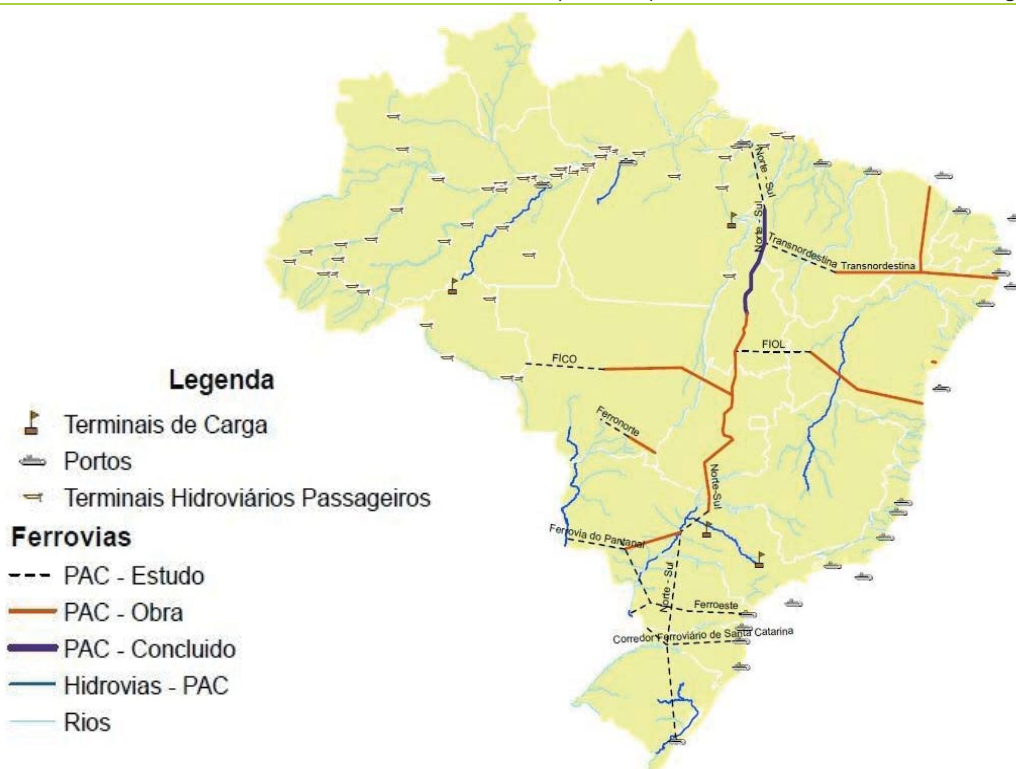 Norte - Sul
Norte - Sul
Transnordestina
Transnordestina
FICO
FIOL
Ferronorte
Norte-Sul
Ferrovia do Pantanal
Norte - Sul
Ferroeste
Corredor Ferroviário de Santa Catarina
Legenda
Terminais de Carga
Portos
Terminais Hidroviários Passageiros
Ferrovias
PAC - Estudo
PAC - Obra
PAC - Concluido
Hidrovias - PAC
Rios